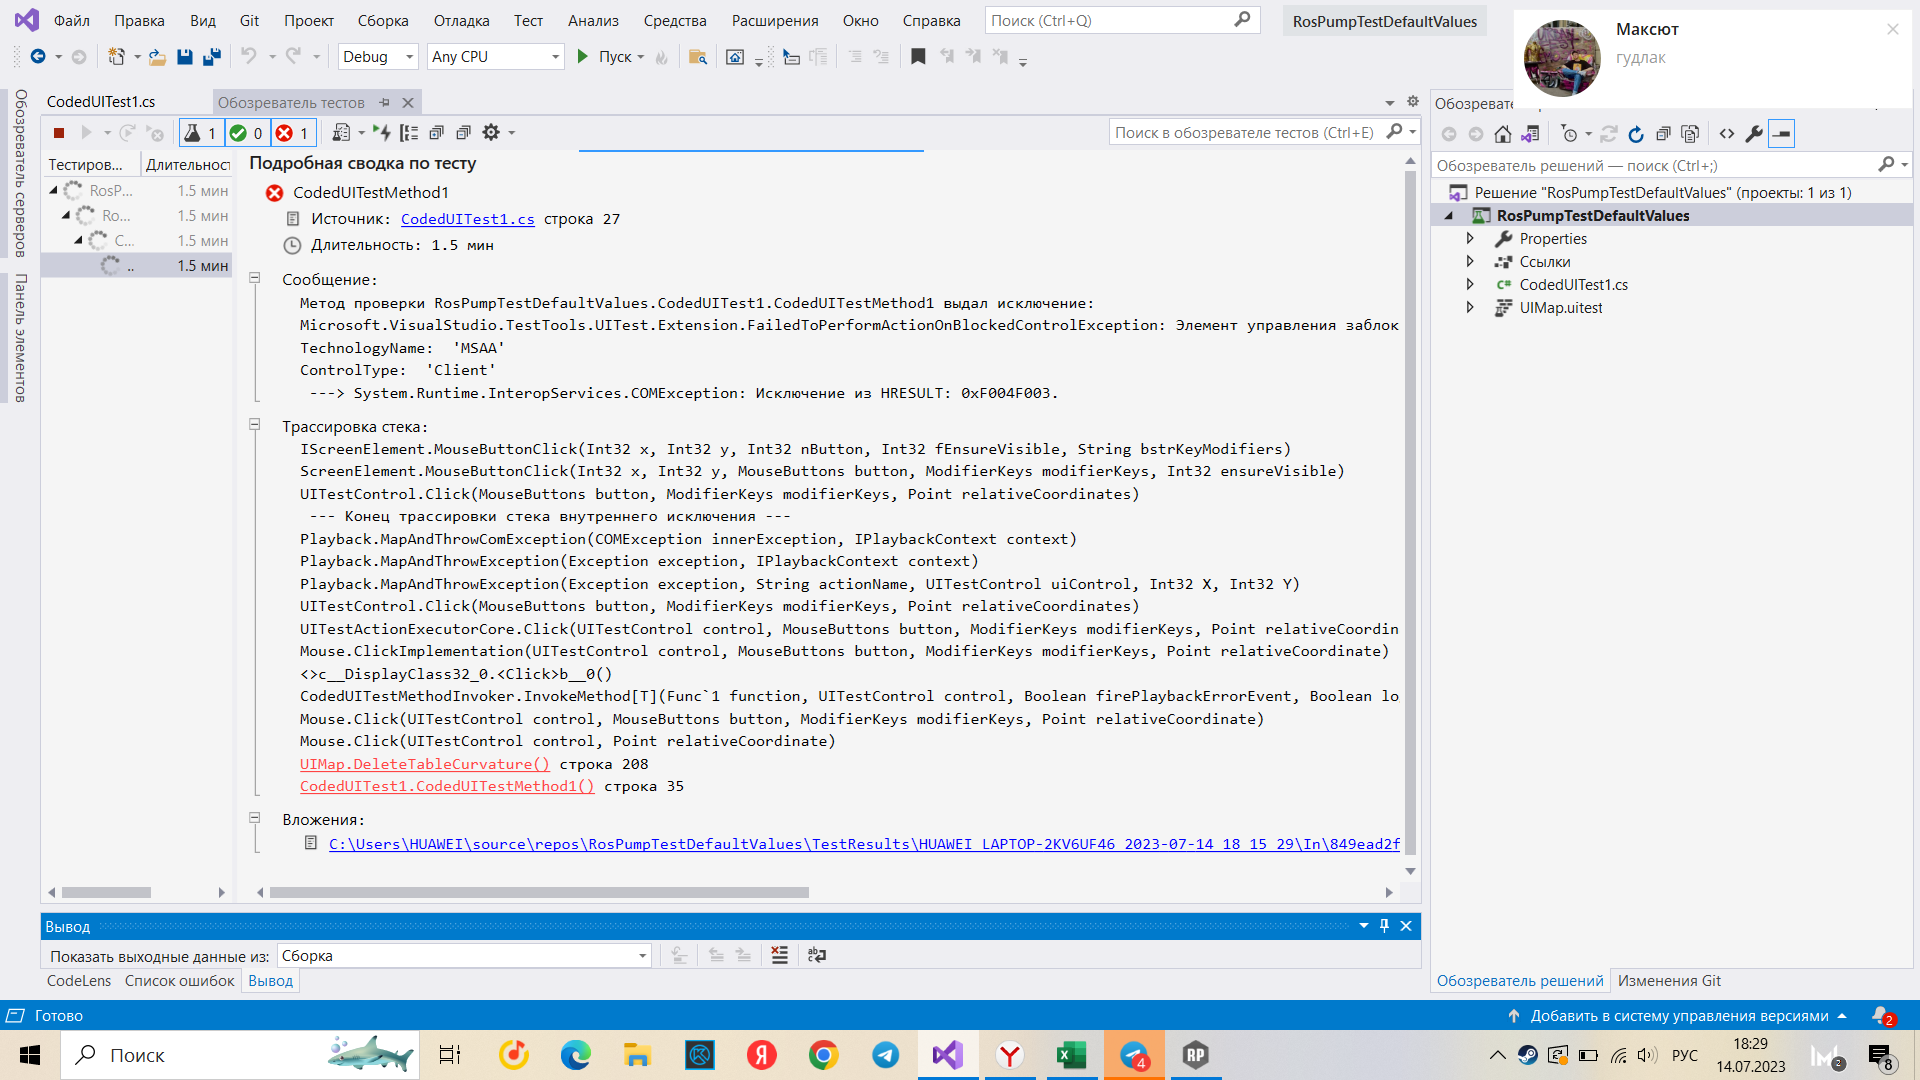 Файл Правка Вид Git Проект Сборка Отладка Тест Анализ Средства Расширения Окно Справка Поиск (Ctrl+Q) RosPumpTestDefaultValues
Максют
гудлак
Debug Any CPU Пуск
Обозреватель серверов
Панель элементов
CodedUITest1.cs Обозреватель тестов
1 0 1 Поиск в обозревателе тестов (Ctrl+E)
Тестиров... Длительност
RosP... 1.5 мин
Ro... 1.5 мин
C... 1.5 мин
.. 1.5 мин
Подробная сводка по тесту
CodedUITestMethod1
Источник: CodedUITest1.cs строка 27
Длительность: 1.5 мин
Сообщение:
Метод проверки RosPumpTestDefaultValues.CodedUITest1.CodedUITestMethod1 выдал исключение:
Microsoft.VisualStudio.TestTools.UITest.Extension.FailedToPerformActionOnBlockedControlException: Элемент управления заблок
TechnologyName: 'MSAA'
ControlType: 'Client'
---> System.Runtime.InteropServices.COMException: Исключение из HRESULT: 0xF004F003.
Трассировка стека:
IScreenElement.MouseButtonClick(Int32 x, Int32 y, Int32 nButton, Int32 fEnsureVisible, String bstrKeyModifiers)
ScreenElement.MouseButtonClick(Int32 x, Int32 y, MouseButtons button, ModifierKeys modifierKeys, Int32 ensureVisible)
UITestControl.Click(MouseButtons button, ModifierKeys modifierKeys, Point relativeCoordinates)
--- Конец трассировки стека внутреннего исключения ---
Playback.MapAndThrowComException(COMException innerException, IPlaybackContext context)
Playback.MapAndThrowException(Exception exception, IPlaybackContext context)
Playback.MapAndThrowException(Exception exception, String actionName, UITestControl uiControl, Int32 X, Int32 Y)
UITestControl.Click(MouseButtons button, ModifierKeys modifierKeys, Point relativeCoordinates)
UITestActionExecutorCore.Click(UITestControl control, MouseButtons button, ModifierKeys modifierKeys, Point relativeCoordin
Mouse.ClickImplementation(UITestControl control, MouseButtons button, ModifierKeys modifierKeys, Point relativeCoordinate)
<>c__DisplayClass32_0.<Click>b__0()
CodedUITestMethodInvoker.InvokeMethod[T](Func`1 function, UITestControl control, Boolean firePlaybackErrorEvent, Boolean lo
Mouse.Click(UITestControl control, MouseButtons button, ModifierKeys modifierKeys, Point relativeCoordinate)
Mouse.Click(UITestControl control, Point relativeCoordinate)
UIMap.DeleteTableCurvature() строка 208
CodedUITest1.CodedUITestMethod1() строка 35
Вложения:
C:\Users\HUAWEI\source\repos\RosPumpTestDefaultValues\TestResults\HUAWEI_LAPTOP-2KV6UF46_2023-07-14_18_15_29\In\849ead2f
Вывод
Показать выходные данные из: Сборка
CodeLens Список ошибок Вывод
Обозревате
Обозреватель решений — поиск (Ctrl+;)
Решение "RosPumpTestDefaultValues" (проекты: 1 из 1)
RosPumpTestDefaultValues
Properties
Ссылки
CodedUITest1.cs
UIMap.uitest
Обозреватель решений Изменения Git
Готово Добавить в систему управления версиями 2
Поиск 4 RP РУС 18:29
14.07.2023 2 8